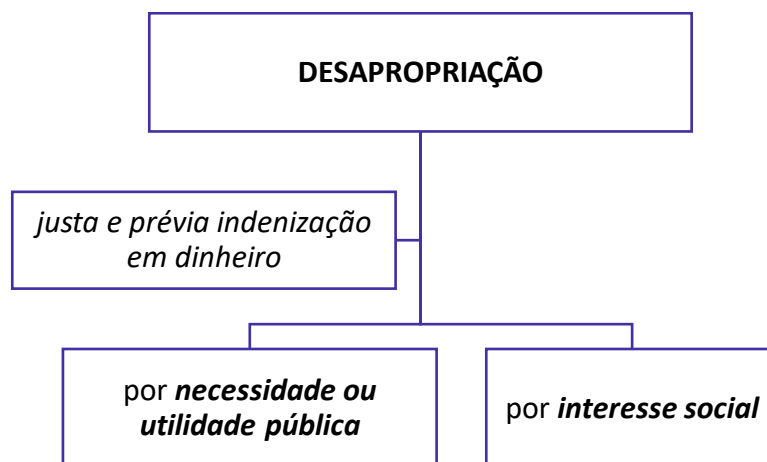 DESAPROPRIAÇÃO
justa e prévia indenização
em dinheiro
por necessidade ou
utilidade pública
por interesse social